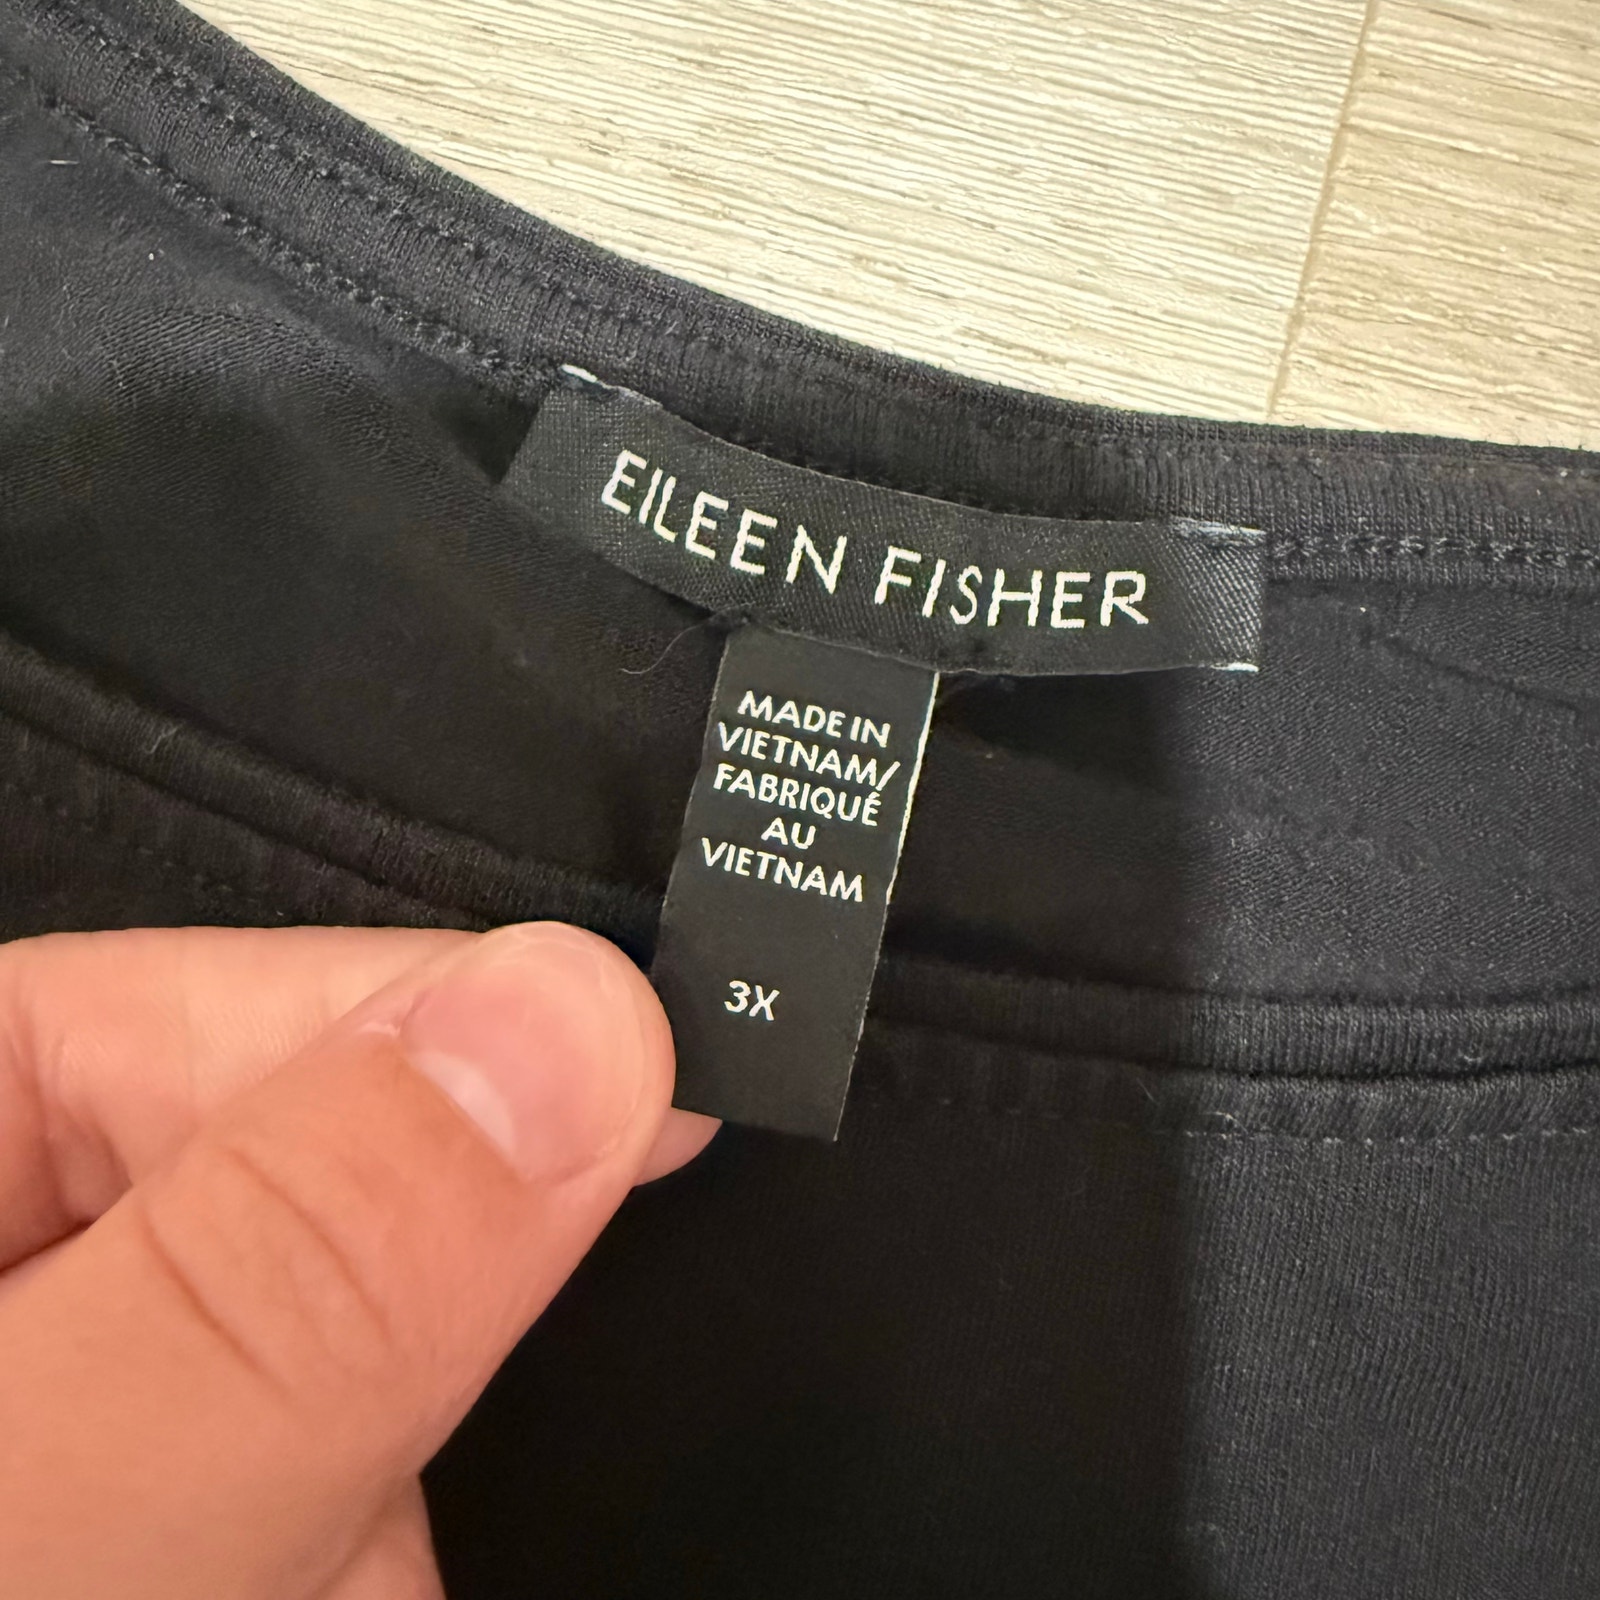 EILEEN FISHER
MADE IN
VIETNAM/
FABRIQUÉ
AU
VIETNAM
3X